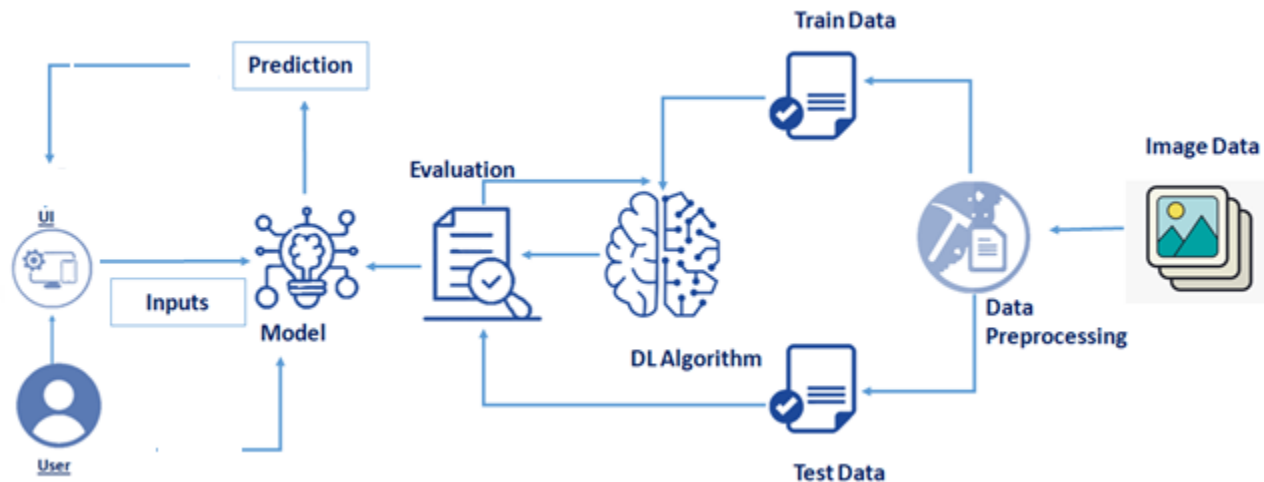 Train Data
Prediction
Image Data
Evaluation
UI
Inputs
Model
Data
Preprocessing
DL Algorithm
User
Test Data